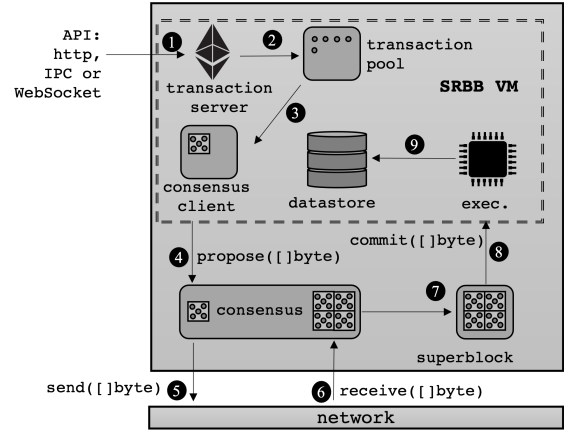 API:
http,
IPC or
WebSocket
1
2
transaction
pool
transaction
server
SRBB VM
3
9
consensus
client
datastore
exec.
commit([]byte)
8
4
propose([]byte)
consensus
7
superblock
send([]byte)
5
6
receive([]byte)
network